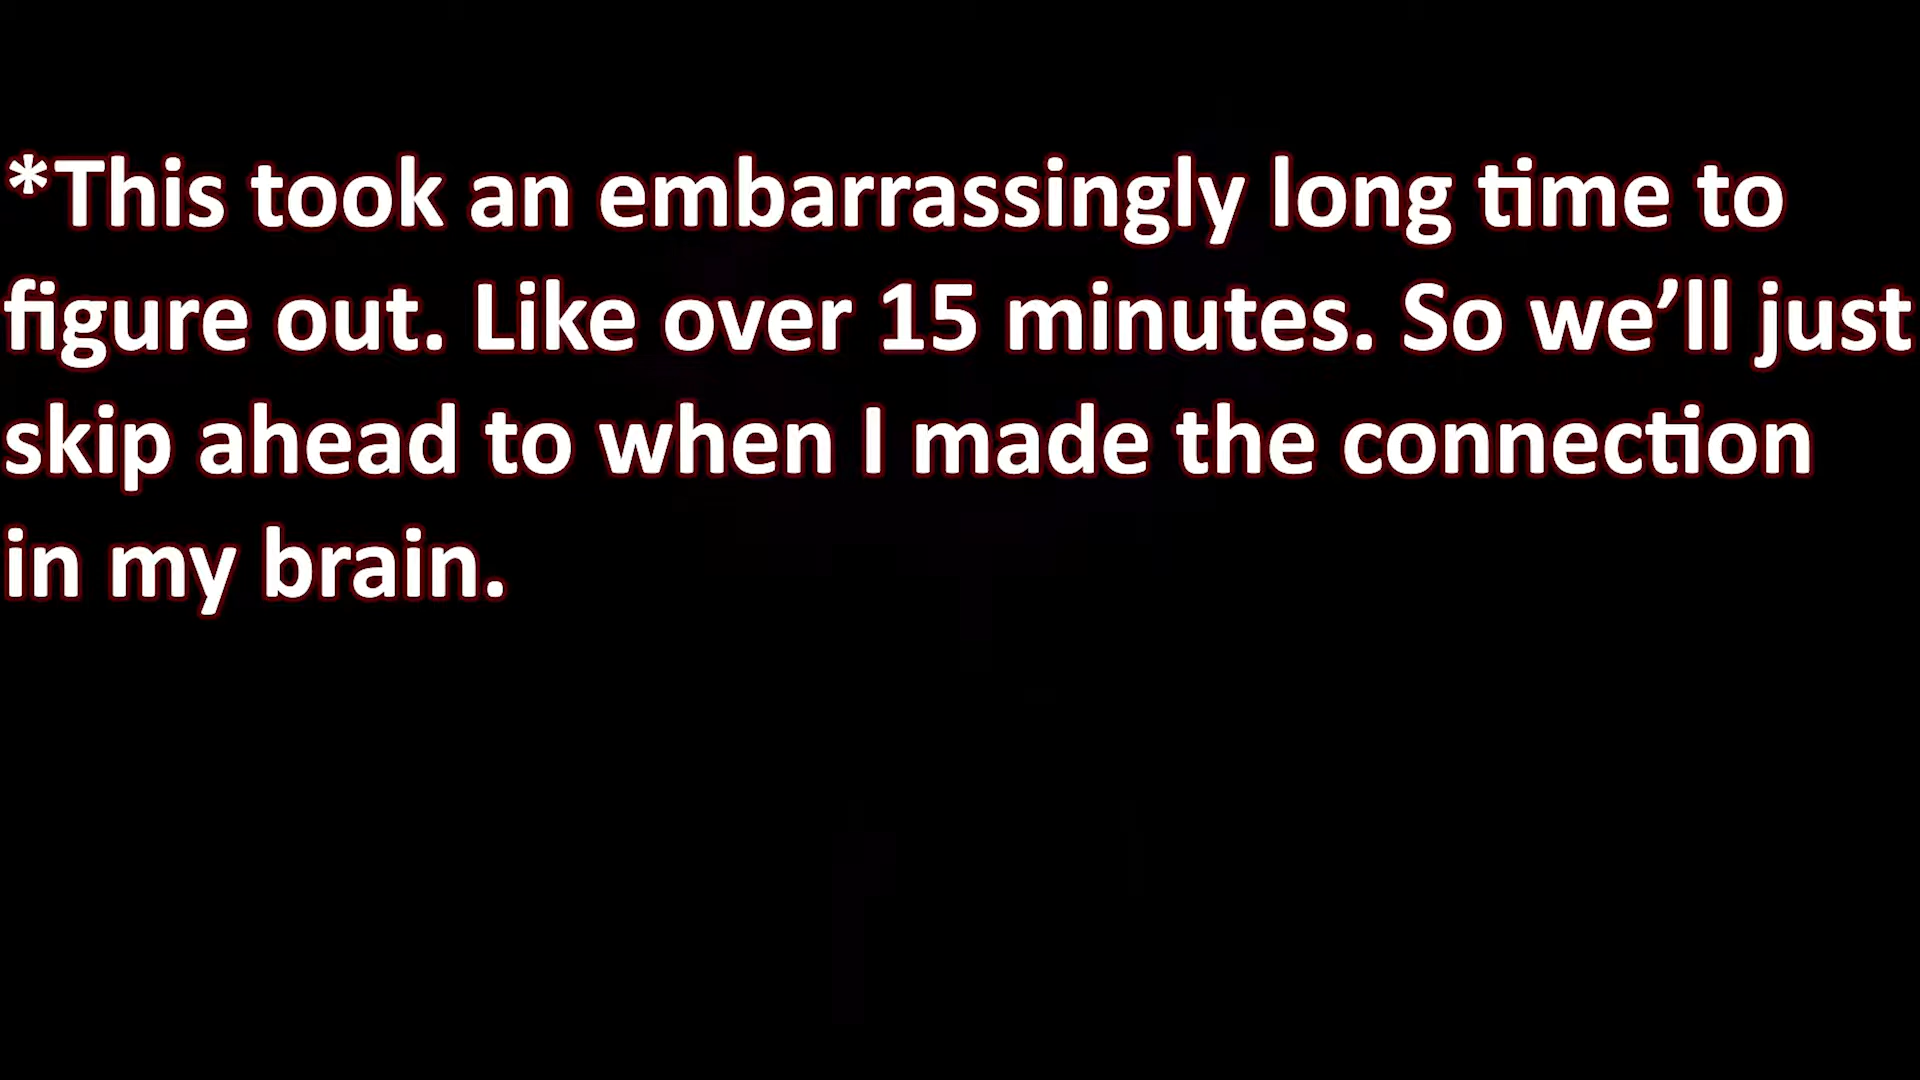 *This took an embarrassingly long time to
figure out. Like over 15 minutes. So we’ll just
skip ahead to when I made the connection
in my brain.